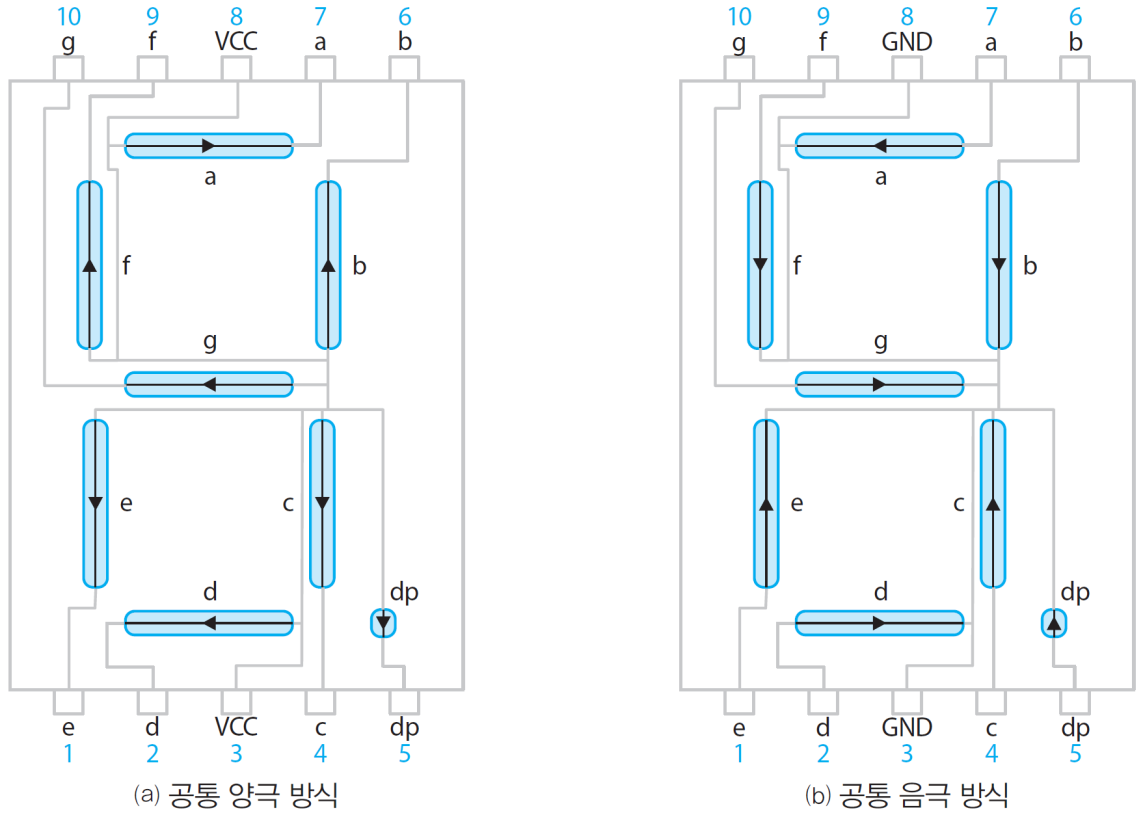 10 9 8 7 6
g f VCC a b
a
f b
g
e c
d dp
e d VCC c dp
1 2 3 4 5
(a) 공통 양극 방식
10 9 8 7 6
g f GND a b
a
f b
g
e c
d dp
e d GND c dp
1 2 3 4 5
(b) 공통 음극 방식